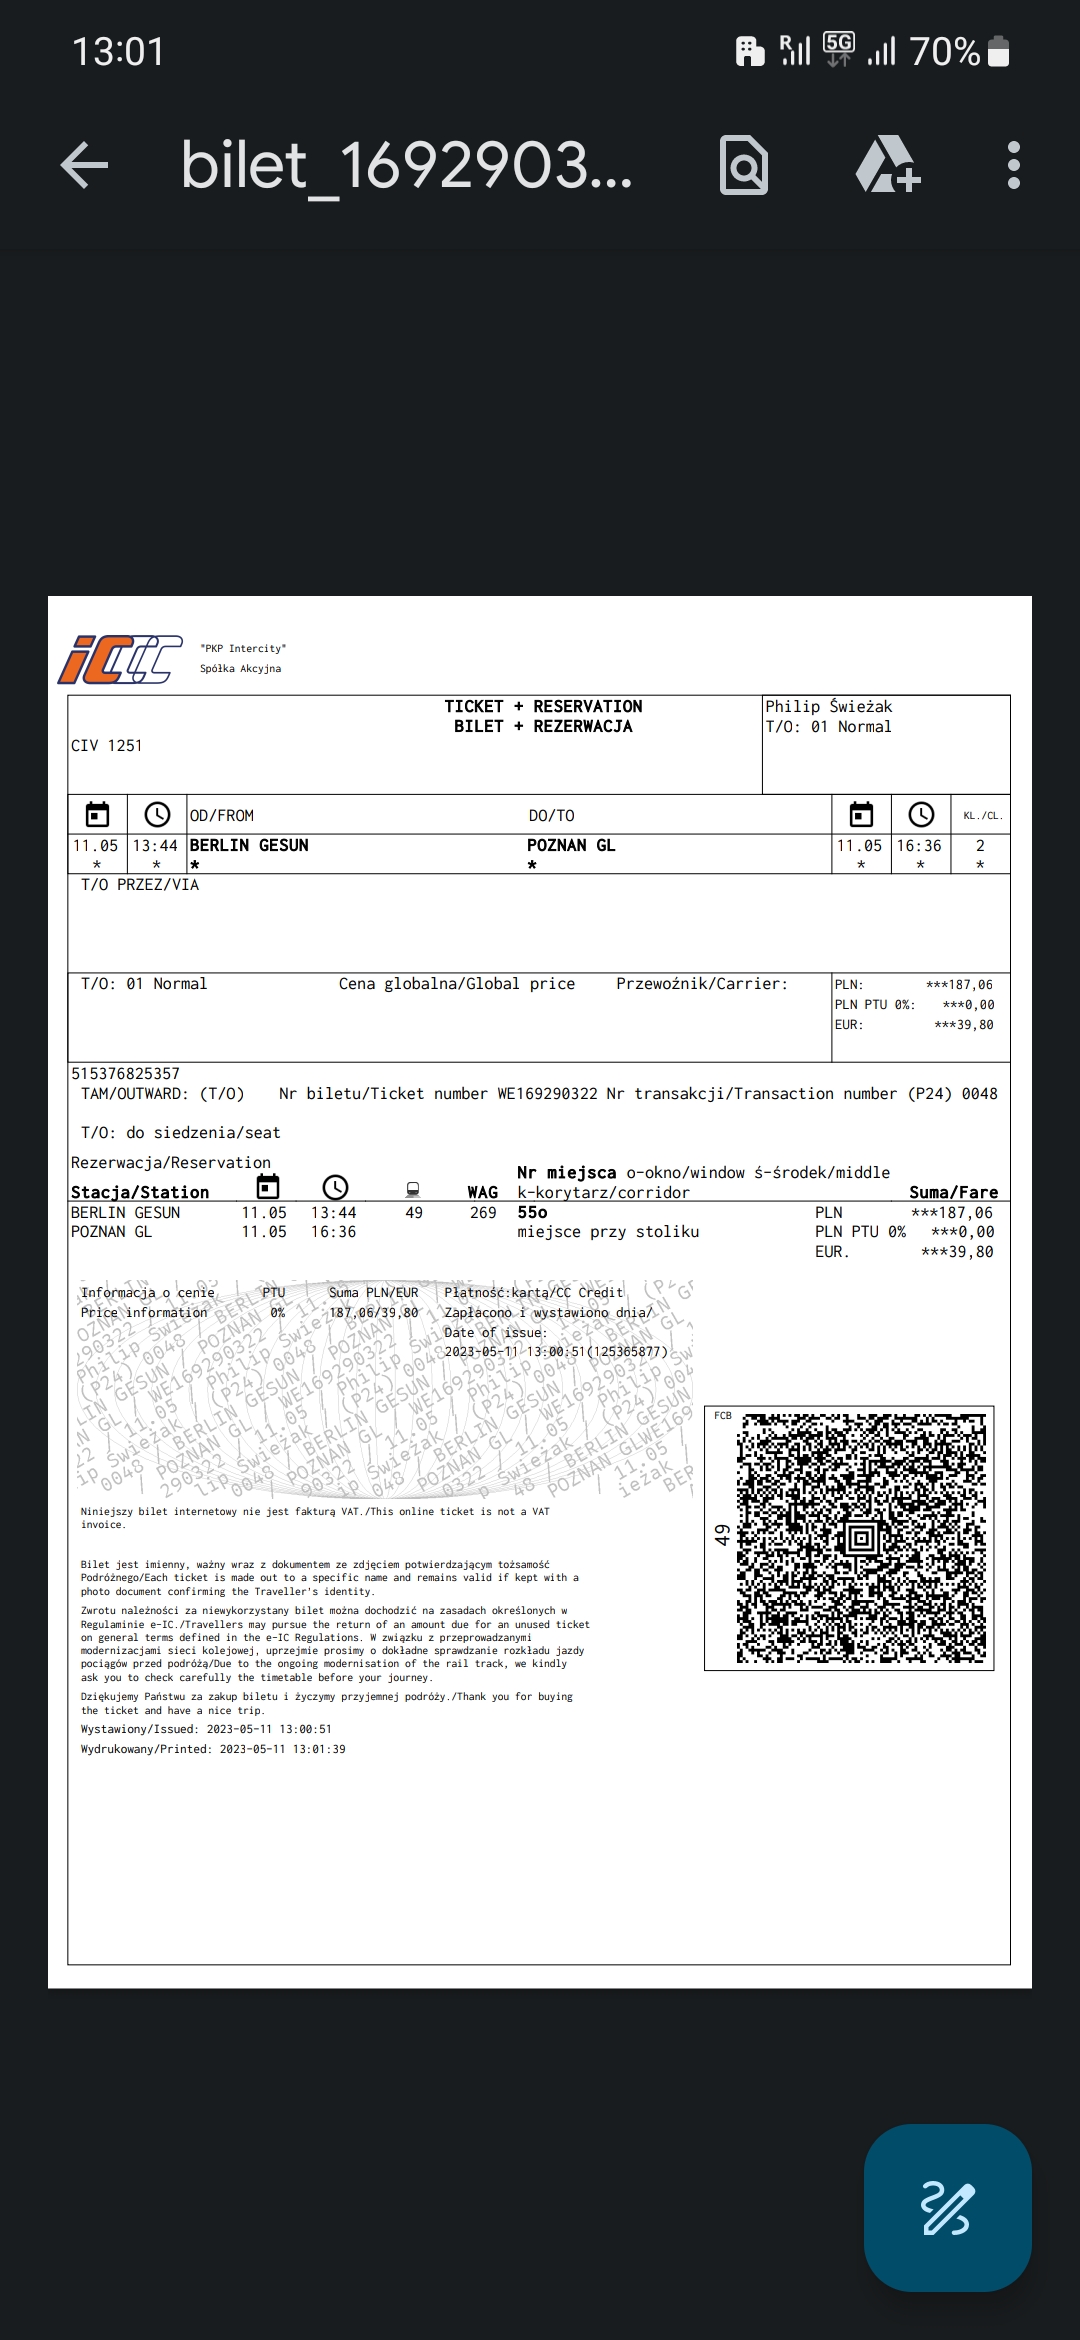 13:01
R 5G 70%
bilet_1692903...
iC
"PKP Intercity"
Spółka Akcyjna
TICKET + RESERVATION
BILET + REZERWACJA
Philip Świeżak
T/O: 01 Normal
CIV 1251
OD/FROM DO/TO KL./CL.
11.05 13:44 BERLIN GESUN POZNAN GL 11.05 16:36 2
* * * * * * *
T/O PRZEZ/VIA
T/O: 01 Normal Cena globalna/Global price Przewoźnik/Carrier:
PLN: ***187,06
PLN PTU 0%: ***0,00
EUR: ***39,80
515376825357
TAM/OUTWARD: (T/O) Nr biletu/Ticket number WE169290322 Nr transakcji/Transaction number (P24) 0048
T/O: do siedzenia/seat
Rezerwacja/Reservation
Nr miejsca o-okno/window ś-środek/middle
Stacja/Station WAG k-korytarz/corridor Suma/Fare
BERLIN GESUN 11.05 13:44 49 269 55o PLN ***187,06
POZNAN GL 11.05 16:36 miejsce przy stoliku PLN PTU 0% ***0,00
EUR. ***39,80
Informacja o cenie PTU Suma PLN/EUR Płatność:kartą/CC Credit
Price information 0% 187,06/39,80 Zapłacono i wystawiono dnia/
Date of issue:
2023-05-11 13:00:51(125365877)
FCB
49
Niniejszy bilet internetowy nie jest fakturą VAT./This online ticket is not a VAT
invoice.
Bilet jest imienny, ważny wraz z dokumentem ze zdjęciem potwierdzającym tożsamość
Podróżnego/Each ticket is made out to a specific name and remains valid if kept with a
photo document confirming the Traveller's identity.
Zwrotu należności za niewykorzystany bilet można dochodzić na zasadach określonych w
Regulaminie e-IC./Travellers may pursue the return of an amount due for an unused ticket
on general terms defined in the e-IC Regulations. W związku z przeprowadzanymi
modernizacjami sieci kolejowej, uprzejmie prosimy o dokładne sprawdzanie rozkładu jazdy
pociągów przed podróżą/Due to the ongoing modernisation of the rail track, we kindly
ask you to check carefully the timetable before your journey.
Dziękujemy Państwu za zakup biletu i życzymy przyjemnej podróży./Thank you for buying
the ticket and have a nice trip.
Wystawiony/Issued: 2023-05-11 13:00:51
Wydrukowany/Printed: 2023-05-11 13:01:39